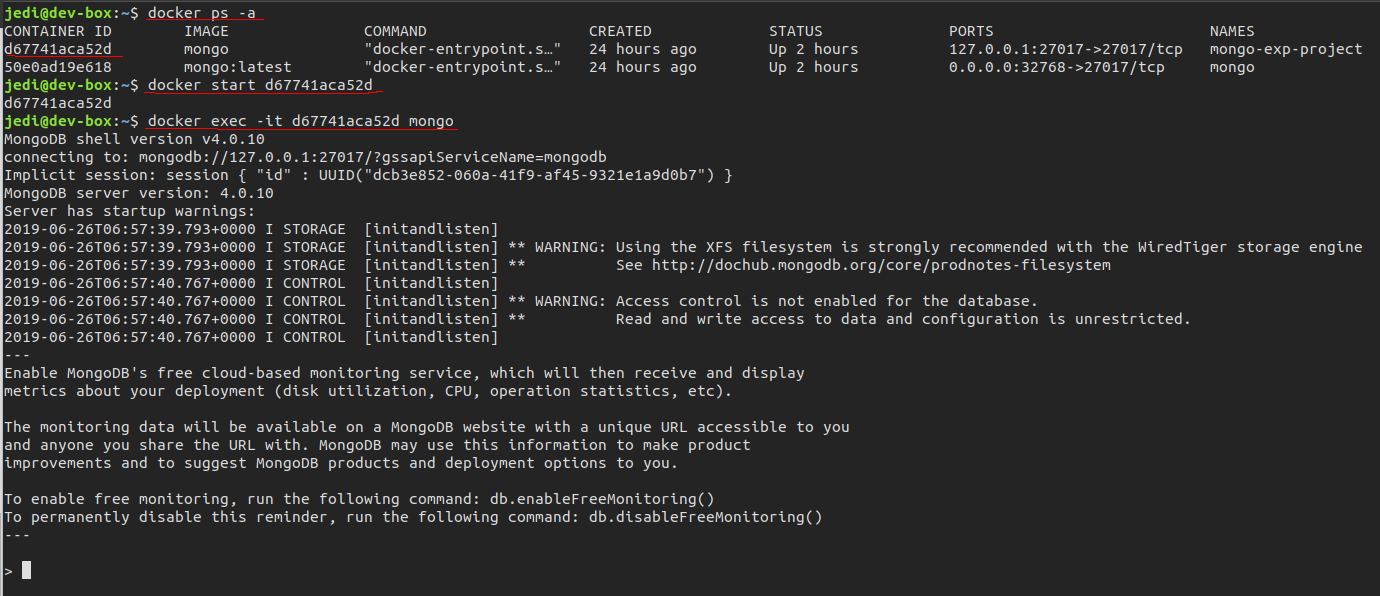 jedi@dev-box:~$ docker ps -a
CONTAINER ID        IMAGE               COMMAND                  CREATED             STATUS              PORTS                        NAMES
d67741aca52d        mongo               "docker-entrypoint.s…"   24 hours ago        Up 2 hours          127.0.0.1:27017->27017/tcp   mongo-exp-project
50e0ad19e618        mongo:latest        "docker-entrypoint.s…"   24 hours ago        Up 2 hours          0.0.0.0:32768->27017/tcp     mongo
jedi@dev-box:~$ docker start d67741aca52d
d67741aca52d
jedi@dev-box:~$ docker exec -it d67741aca52d mongo
MongoDB shell version v4.0.10
connecting to: mongodb://127.0.0.1:27017/?gssapiServiceName=mongodb
Implicit session: session { "id" : UUID("dcb3e852-060a-41f9-af45-9321e1a9d0b7") }
MongoDB server version: 4.0.10
Server has startup warnings:
2019-06-26T06:57:39.793+0000 I STORAGE  [initandlisten]
2019-06-26T06:57:39.793+0000 I STORAGE  [initandlisten] ** WARNING: Using the XFS filesystem is strongly recommended with the WiredTiger storage engine
2019-06-26T06:57:39.793+0000 I STORAGE  [initandlisten] **          See http://dochub.mongodb.org/core/prodnotes-filesystem
2019-06-26T06:57:40.767+0000 I CONTROL  [initandlisten]
2019-06-26T06:57:40.767+0000 I CONTROL  [initandlisten] ** WARNING: Access control is not enabled for the database.
2019-06-26T06:57:40.767+0000 I CONTROL  [initandlisten] **          Read and write access to data and configuration is unrestricted.
2019-06-26T06:57:40.767+0000 I CONTROL  [initandlisten]
---
Enable MongoDB's free cloud-based monitoring service, which will then receive and display
metrics about your deployment (disk utilization, CPU, operation statistics, etc).

The monitoring data will be available on a MongoDB website with a unique URL accessible to you
and anyone you share the URL with. MongoDB may use this information to make product
improvements and to suggest MongoDB products and deployment options to you.

To enable free monitoring, run the following command: db.enableFreeMonitoring()
To permanently disable this reminder, run the following command: db.disableFreeMonitoring()
---

>